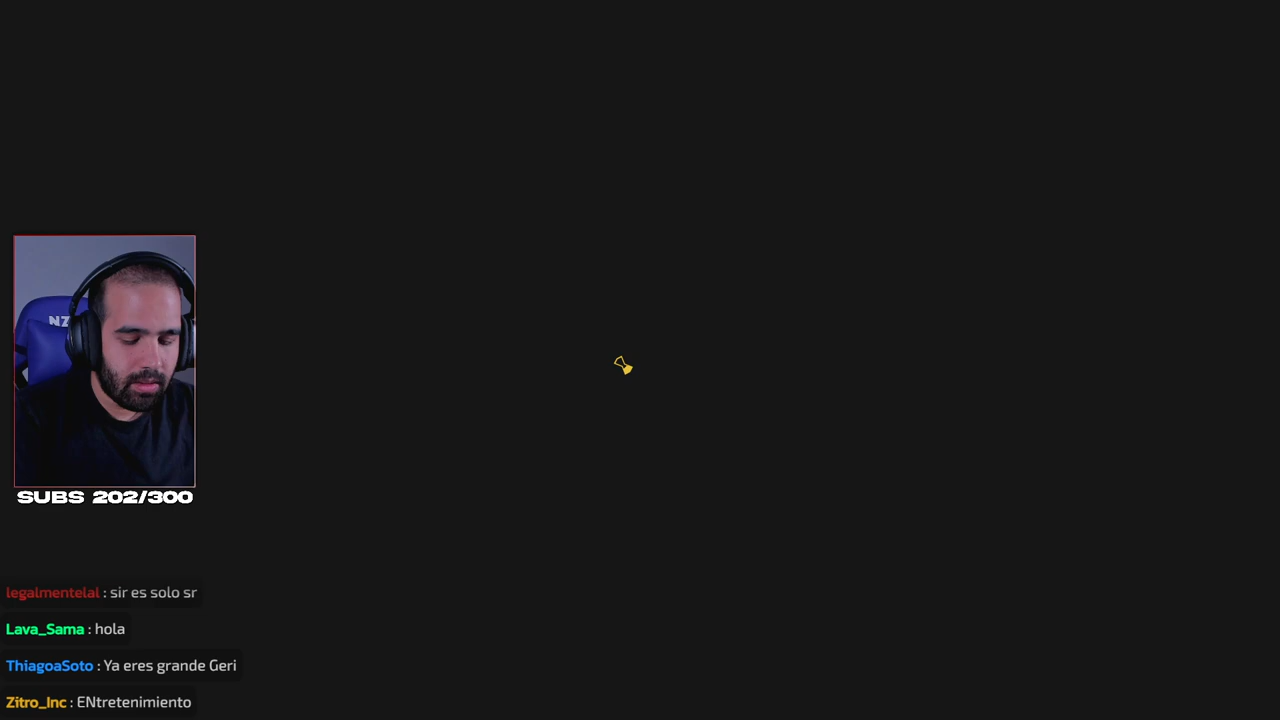 NZ
SUBS 202/300
legalmentelal : sir es solo sr
Lava_Sama : hola
ThiagoaSoto : Ya eres grande Geri
Zitro_Inc : ENtretenimiento